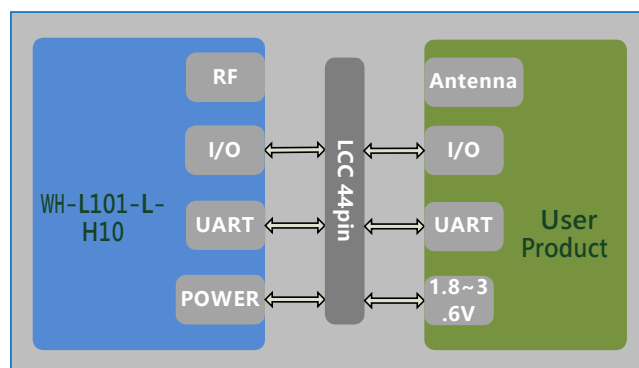 RF
I/O
WH-L101-L-
H10
UART
POWER
LCC 44pin
Antenna
I/O
UART
1.8~3
.6V
User
Product